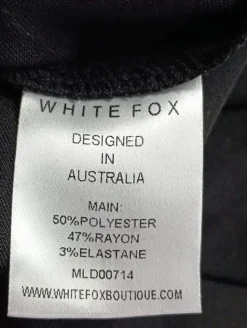 WHITE FOX
DESIGNED
IN
AUSTRALIA
MAIN:
50%POLYESTER
47%RAYON
3%ELASTANE
MLD00714
WWW.WHITEFOXBOUTIQUE.COM